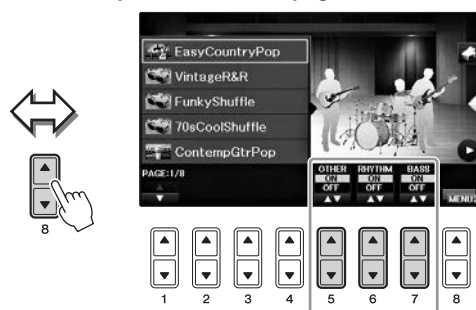 EasyCountryPop
VintageR&R
FunkyShuffle
70sCoolShuffle
ContempGtrPop
PAGE:1/8
OTHER RHYTHM BASS
ON ON ON
OFF OFF OFF
8
1 2 3 4 5 6 7 8